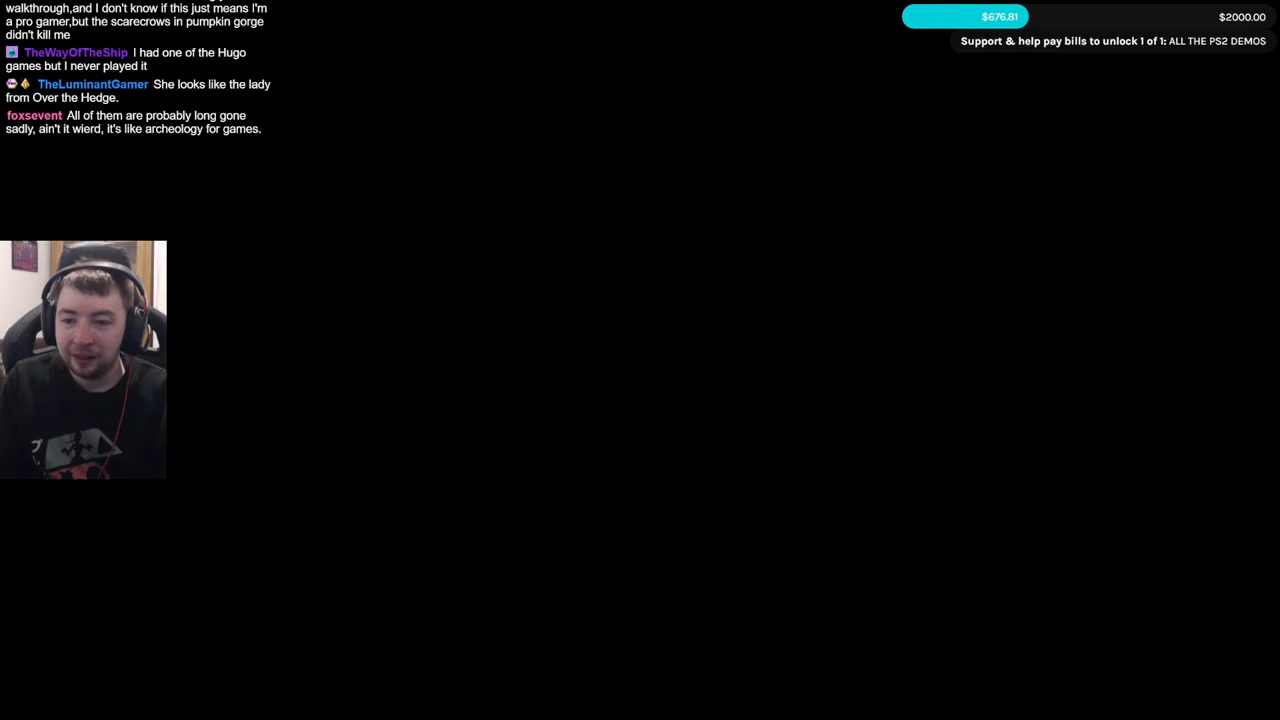 walkthrough,and I don't know if this just means I'm
a pro gamer,but the scarecrows in pumpkin gorge
didn't kill me
TheWayOfTheShip I had one of the Hugo
games but I never played it
TheLuminantGamer She looks like the lady
from Over the Hedge.
foxsevent All of them are probably long gone
sadly, ain't it wierd, it's like archeology for games.
$676.81 $2000.00
Support & help pay bills to unlock 1 of 1: ALL THE PS2 DEMOS